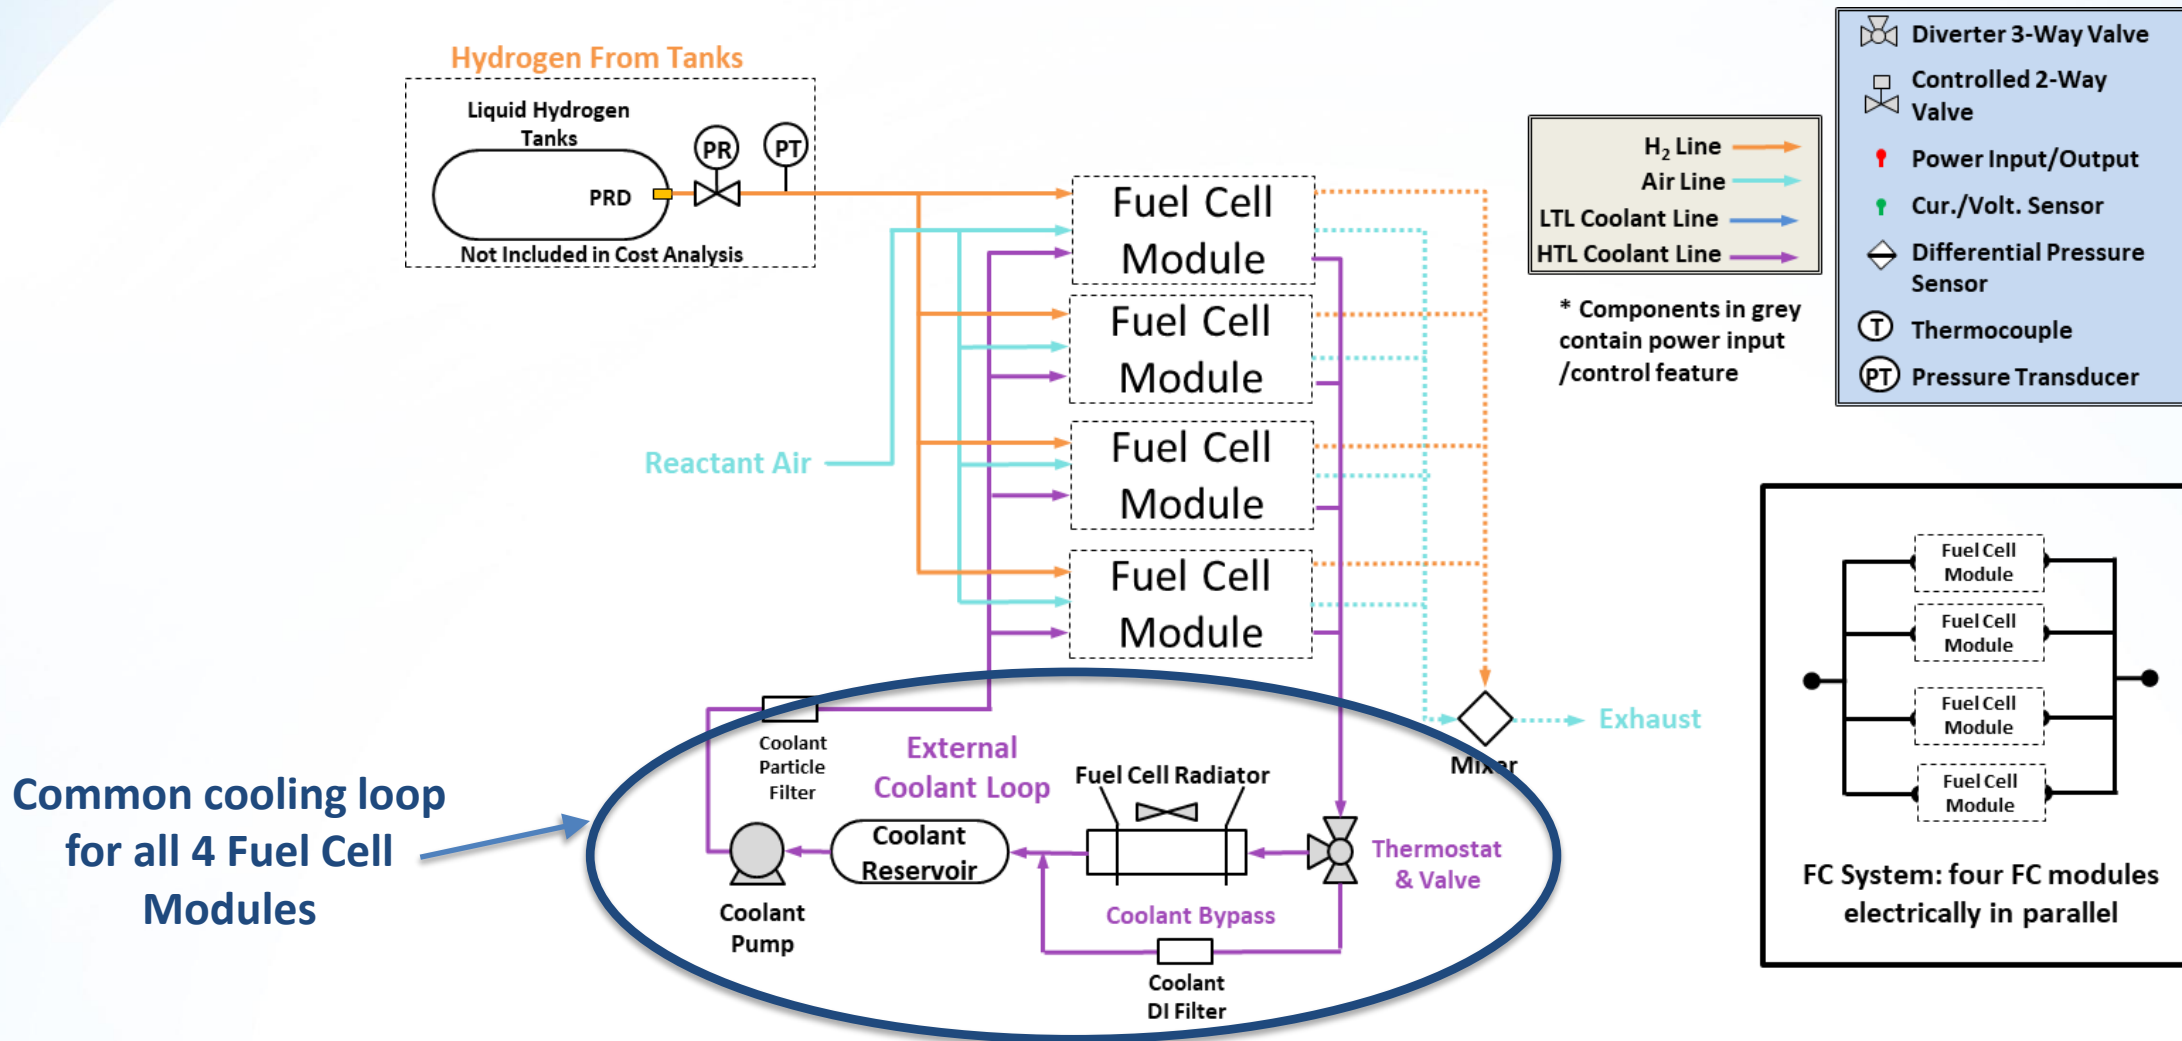 Hydrogen From Tanks
Liquid Hydrogen
Tanks
PRD
PR
PT
Not Included in Cost Analysis
Fuel Cell
Module
Fuel Cell
Module
Fuel Cell
Module
Fuel Cell
Module
Reactant Air
H₂ Line
Air Line
LTL Coolant Line
HTL Coolant Line
* Components in grey
contain power input
/control feature
Diverter 3-Way Valve
Controlled 2-Way
Valve
Power Input/Output
Cur./Volt. Sensor
Differential Pressure
Sensor
T Thermocouple
PT Pressure Transducer
Exhaust
Mixer
Coolant
Particle
Filter
External
Coolant Loop
Fuel Cell Radiator
Coolant
Reservoir
Thermostat
& Valve
Coolant
Pump
Coolant Bypass
Coolant
DI Filter
Common cooling loop
for all 4 Fuel Cell
Modules
Fuel Cell
Module
Fuel Cell
Module
Fuel Cell
Module
Fuel Cell
Module
FC System: four FC modules
electrically in parallel